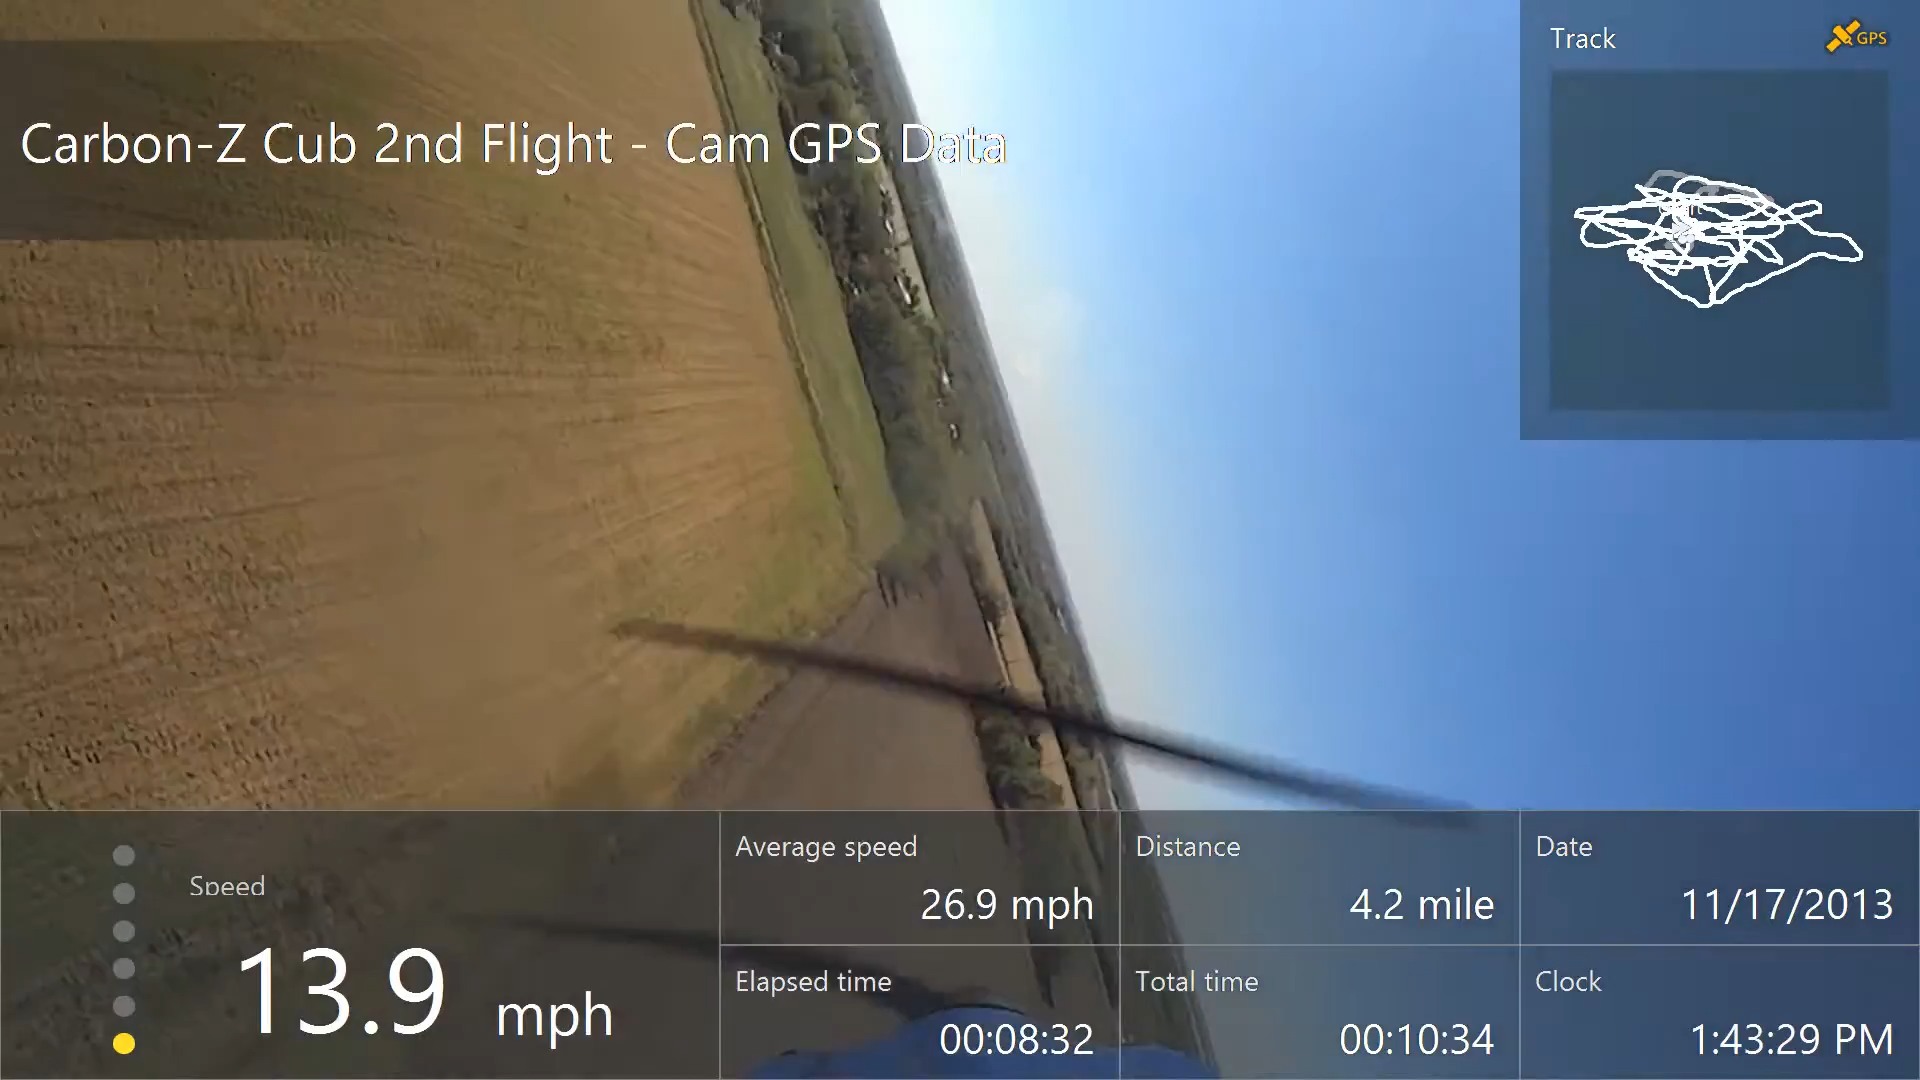 Track
GPS
Carbon-Z Cub 2nd Flight - Cam GPS Data
Speed
13.9 mph
Average speed
26.9 mph
Distance
4.2 mile
Date
11/17/2013
Elapsed time
00:08:32
Total time
00:10:34
Clock
1:43:29 PM